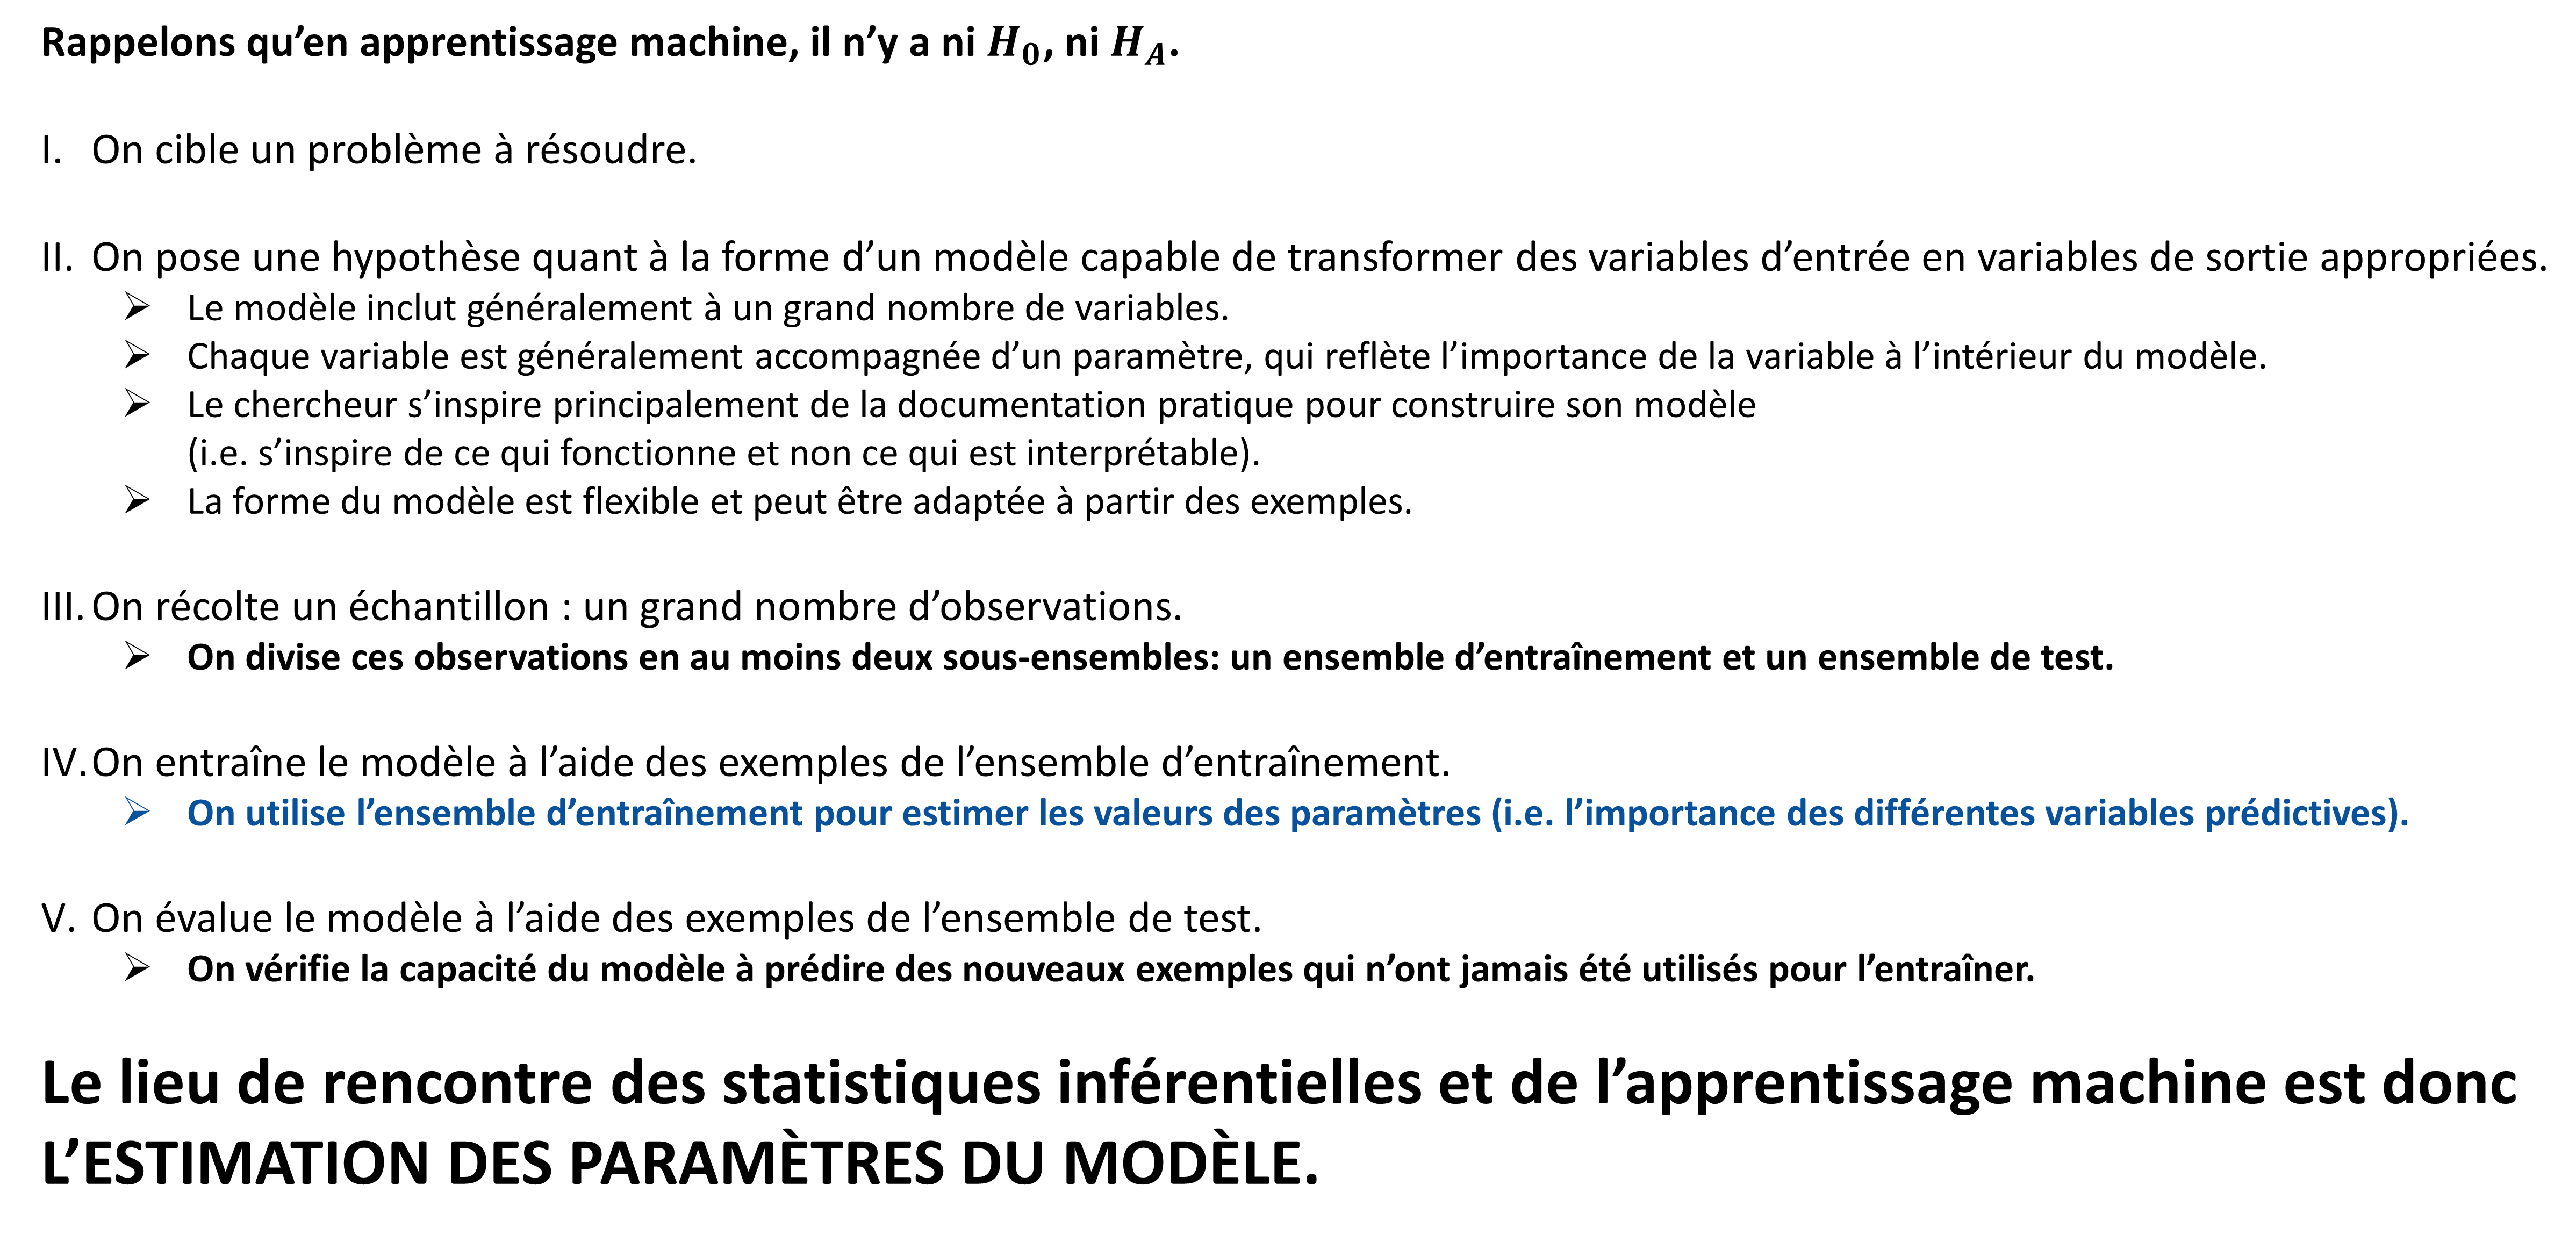 Rappelons qu’en apprentissage machine, il n’y a ni H₀, ni H_A.
I. On cible un problème à résoudre.
II. On pose une hypothèse quant à la forme d’un modèle capable de transformer des variables d’entrée en variables de sortie appropriées.
➢ Le modèle inclut généralement à un grand nombre de variables.
➢ Chaque variable est généralement accompagnée d’un paramètre, qui reflète l’importance de la variable à l’intérieur du modèle.
➢ Le chercheur s’inspire principalement de la documentation pratique pour construire son modèle
(i.e. s’inspire de ce qui fonctionne et non ce qui est interprétable).
➢ La forme du modèle est flexible et peut être adaptée à partir des exemples.
III. On récolte un échantillon : un grand nombre d’observations.
➢ On divise ces observations en au moins deux sous-ensembles: un ensemble d’entraînement et un ensemble de test.
IV. On entraîne le modèle à l’aide des exemples de l’ensemble d’entraînement.
➢ On utilise l’ensemble d’entraînement pour estimer les valeurs des paramètres (i.e. l’importance des différentes variables prédictives).
V. On évalue le modèle à l’aide des exemples de l’ensemble de test.
➢ On vérifie la capacité du modèle à prédire des nouveaux exemples qui n’ont jamais été utilisés pour l’entraîner.
Le lieu de rencontre des statistiques inférentielles et de l’apprentissage machine est donc
L’ESTIMATION DES PARAMÈTRES DU MODÈLE.